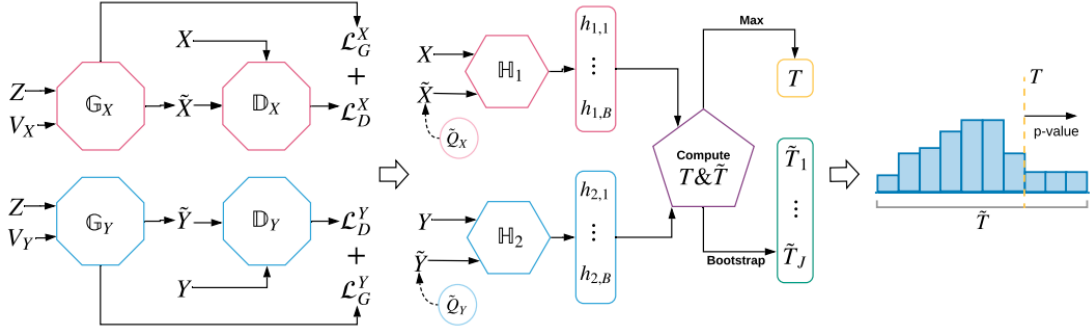 X
Z
V_X
𝔾_X
X̃
𝔻_X
ℒ_G^X
+
ℒ_D^X
Z
V_Y
𝔾_Y
Ỹ
𝔻_Y
Y
ℒ_D^Y
+
ℒ_G^Y
X
X̃
Q̃_X
ℍ_1
h_{1,1}
⋮
h_{1,B}
Y
Ỹ
Q̃_Y
ℍ_2
h_{2,1}
⋮
h_{2,B}
Compute
T&T̃
Max
T
Bootstrap
T̃_1
⋮
T̃_J
T
p-value
T̃